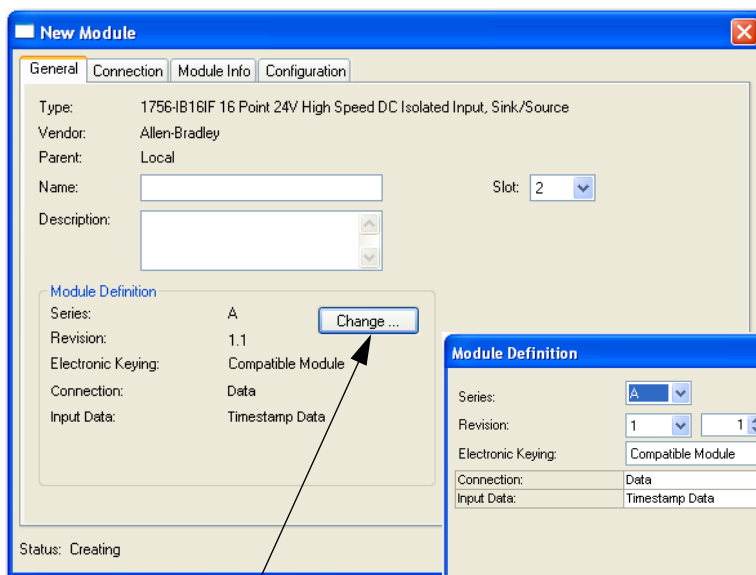 New Module
General Connection Module Info Configuration
Type: 1756-IB16IF 16 Point 24V High Speed DC Isolated Input, Sink/Source
Vendor: Allen-Bradley
Parent: Local
Name: Slot: 2
Description:
Module Definition
Series: A Change ...
Revision: 1.1
Electronic Keying: Compatible Module
Connection: Data
Input Data: Timestamp Data
Status: Creating
Module Definition
Series: A
Revision: 1 1
Electronic Keying: Compatible Module
Connection: Data
Input Data: Timestamp Data